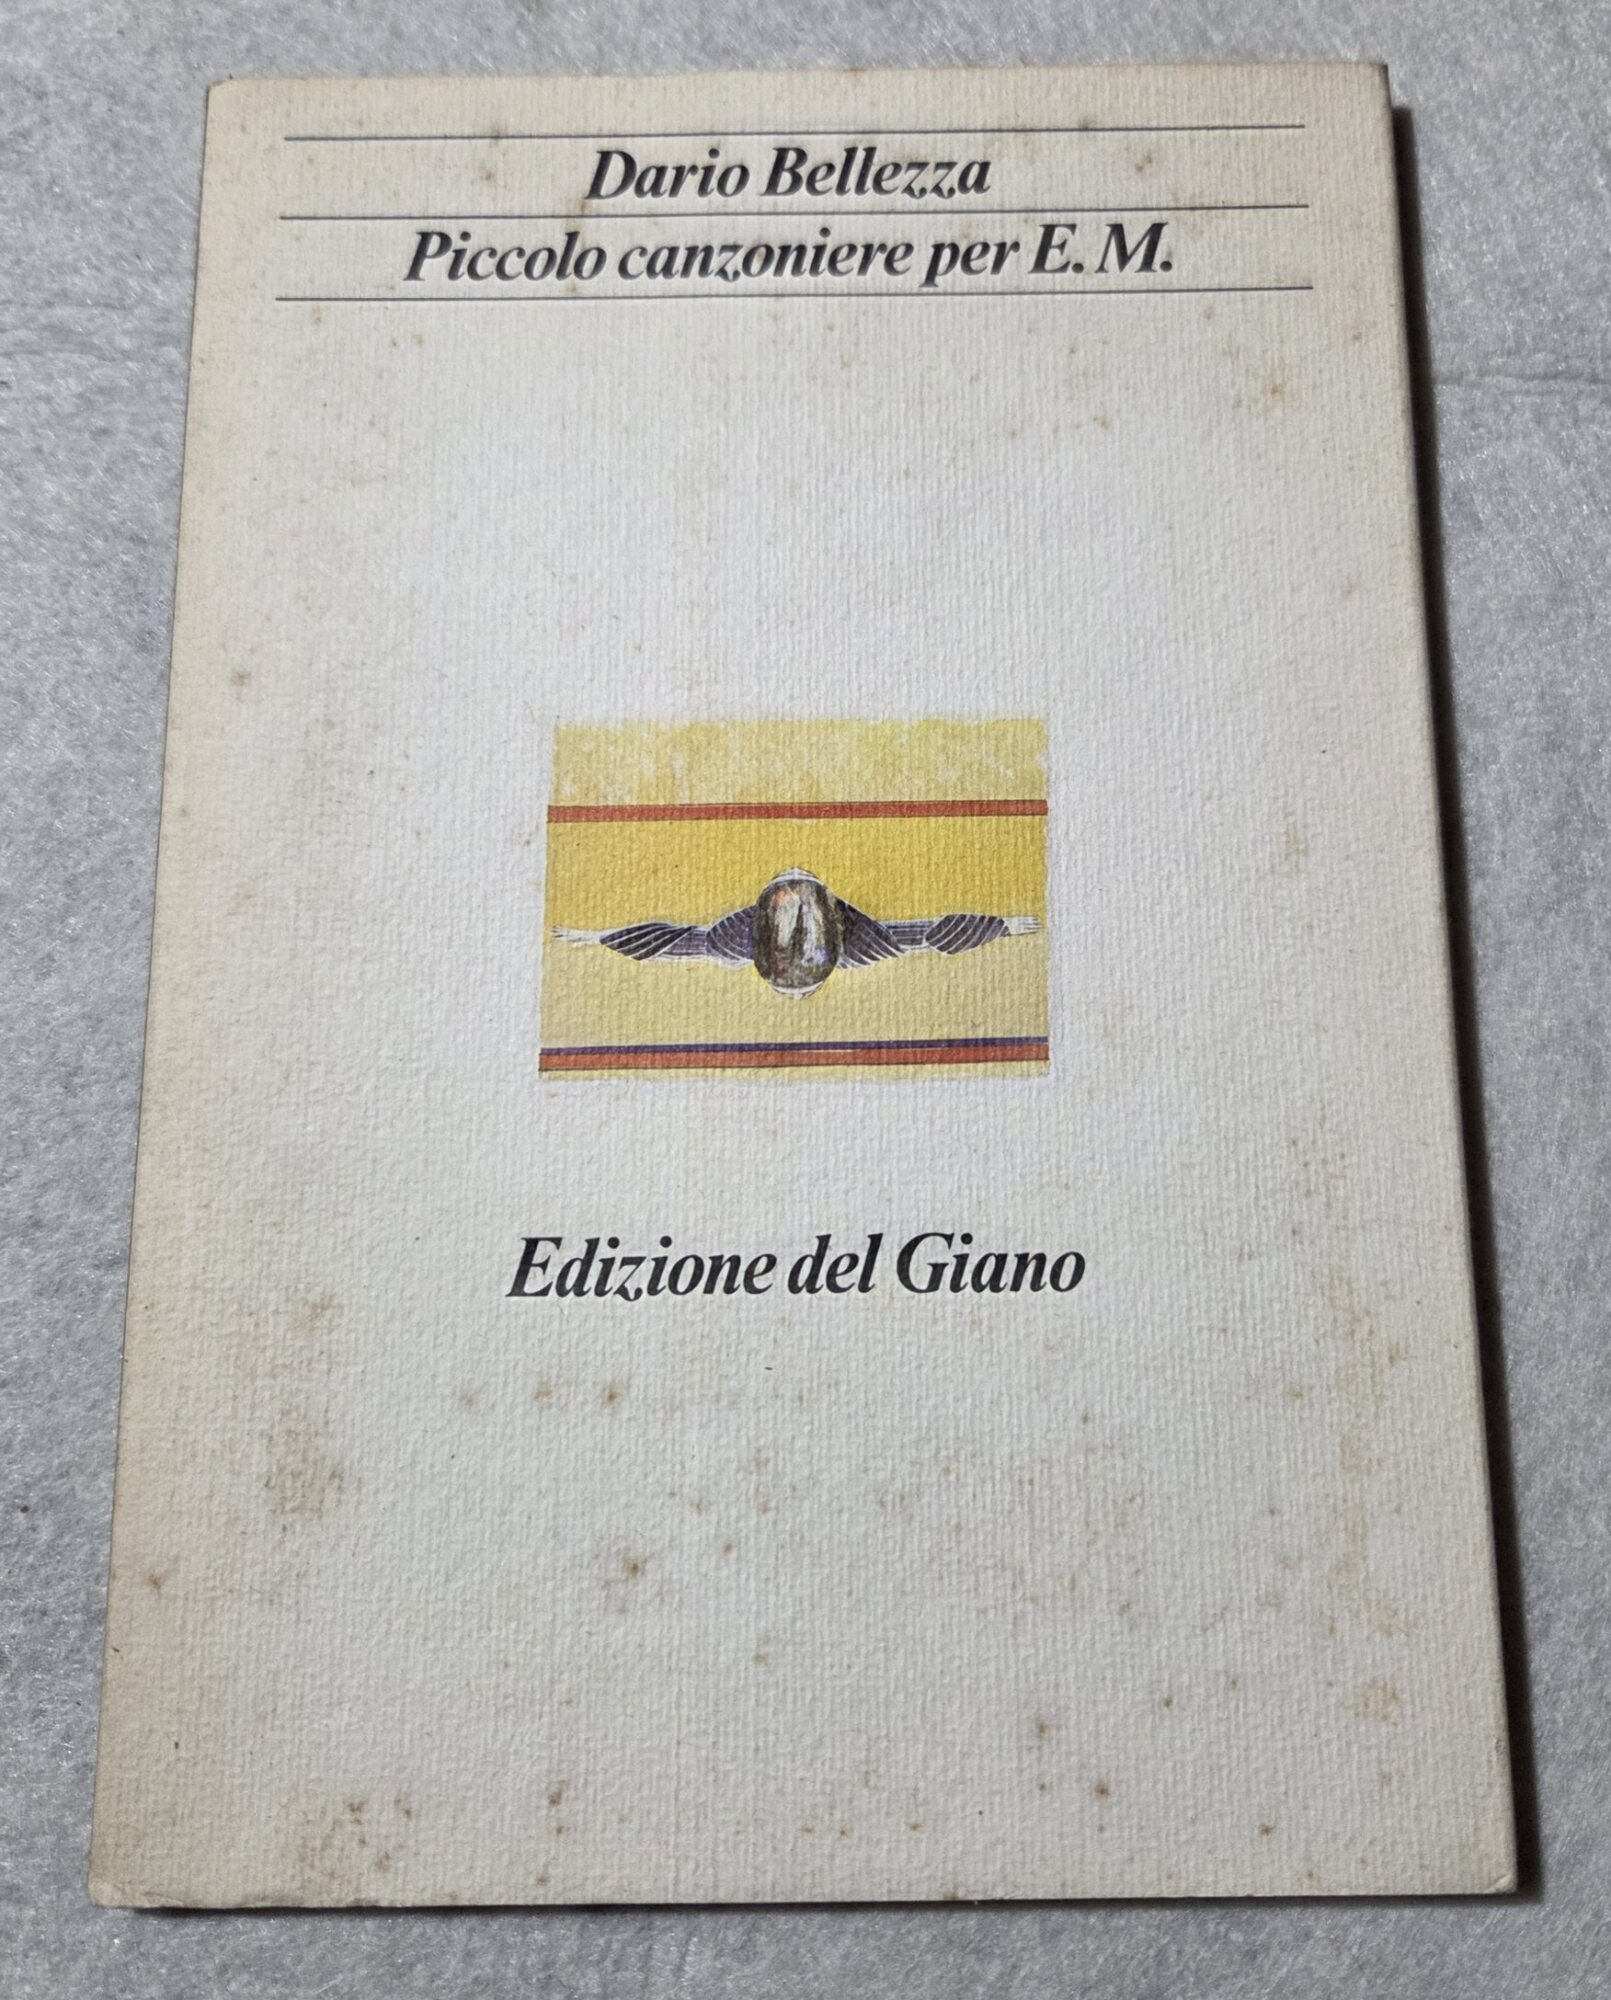 Dario Bellezza
Piccolo canzoniere per E. M.
Edizione del Giano